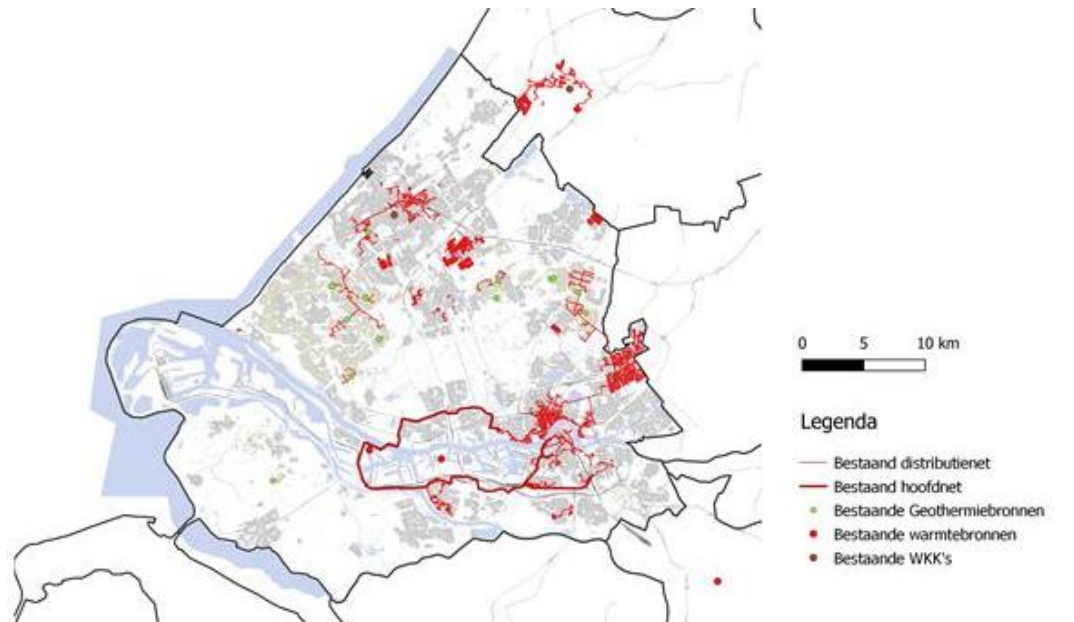 0 5 10 km
Legenda
Bestaand distributienet
Bestaand hoofdnet
Bestaande Geothermiebronnen
Bestaande warmtebronnen
Bestaande WKK's